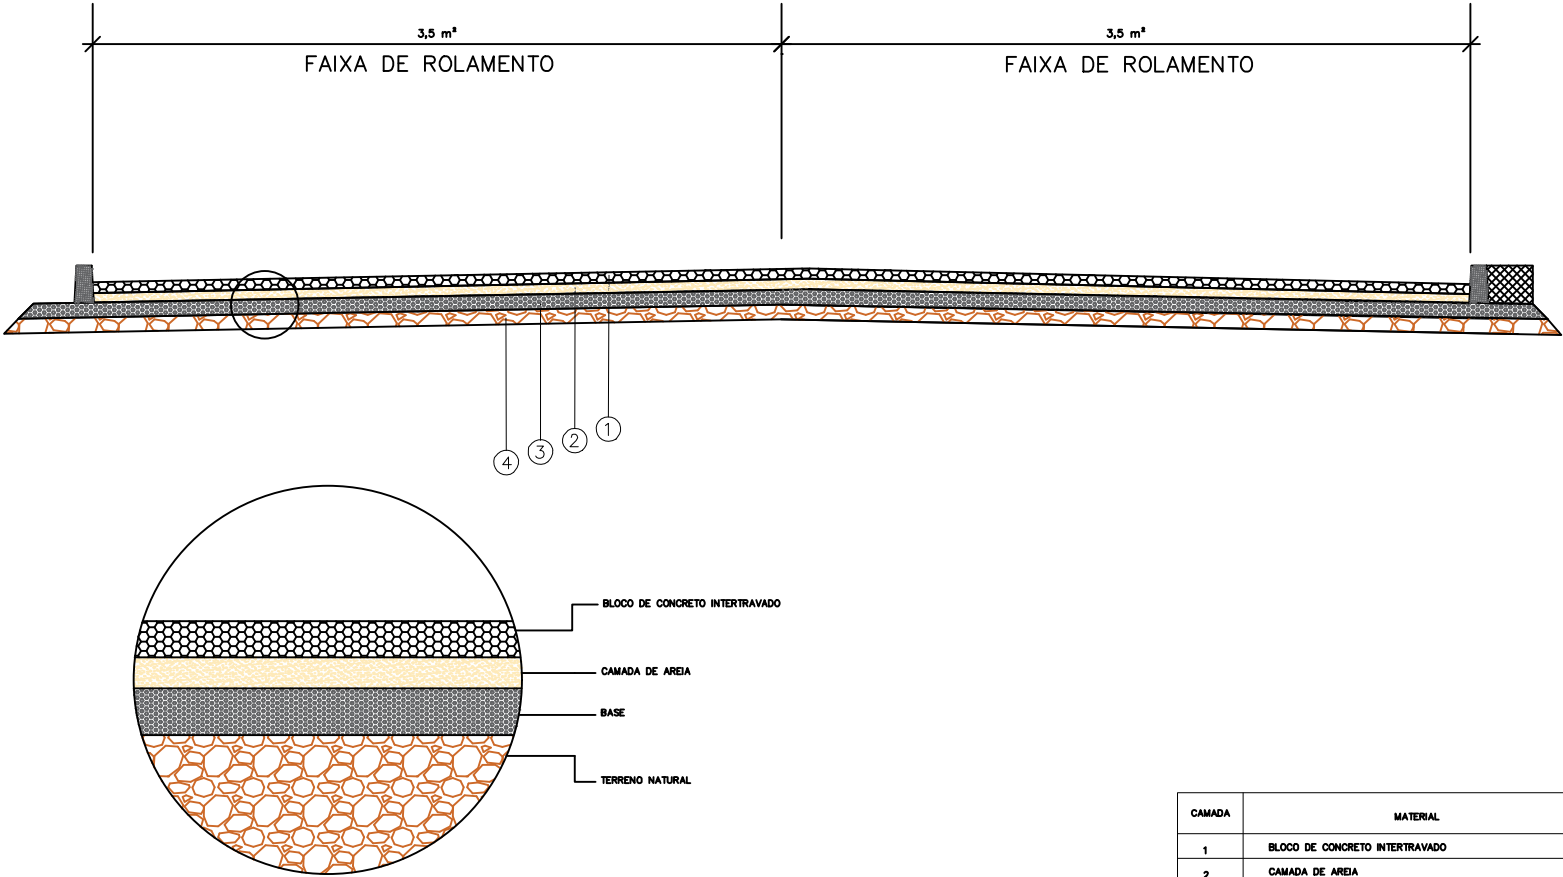 3,5 m²
3,5 m²
FAIXA DE ROLAMENTO
FAIXA DE ROLAMENTO
1
2
3
4
BLOCO DE CONCRETO INTERTRAVADO
CAMADA DE AREIA
BASE
TERRENO NATURAL
CAMADA MATERIAL
1 BLOCO DE CONCRETO INTERTRAVADO
2 CAMADA DE AREIA